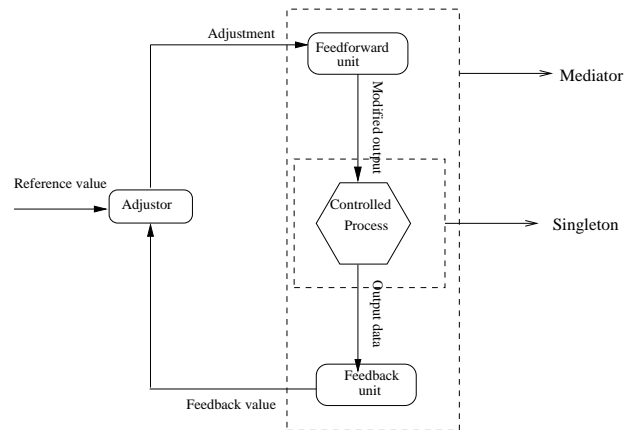 Adjustment
Feedforward
unit
Mediator
Modified output
Reference value
Adjustor
Controlled
Process
Singleton
Output data
Feedback
unit
Feedback value